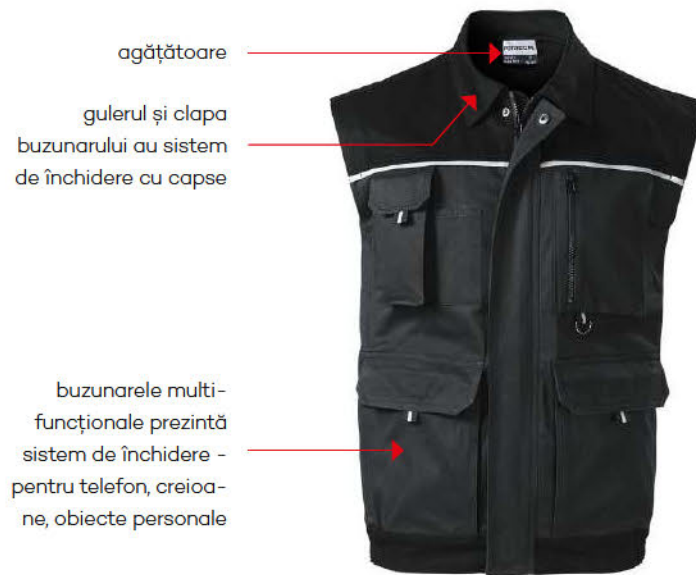 agățătoare
gulerul și clapa
buzunarului au sistem
de închidere cu capse
buzunarele multi-
funcționale prezintă
sistem de închidere -
pentru telefon, creioa-
ne, obiecte personale